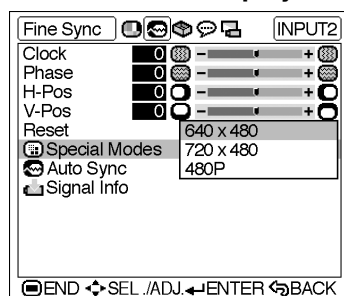 Fine Sync INPUT2
Clock 0 - +
Phase 0 - +
H-Pos 0 - +
V-Pos 0 - +
Reset
Special Modes
640 x 480
720 x 480
480P
Auto Sync
Signal Info
END SEL./ADJ. ENTER BACK